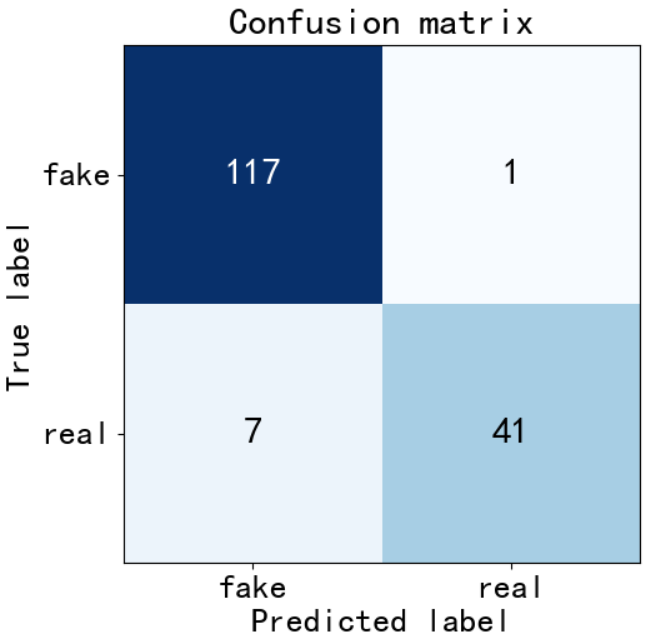 Confusion matrix
fake
117
1
True label
real
7
41
fake
real
Predicted label